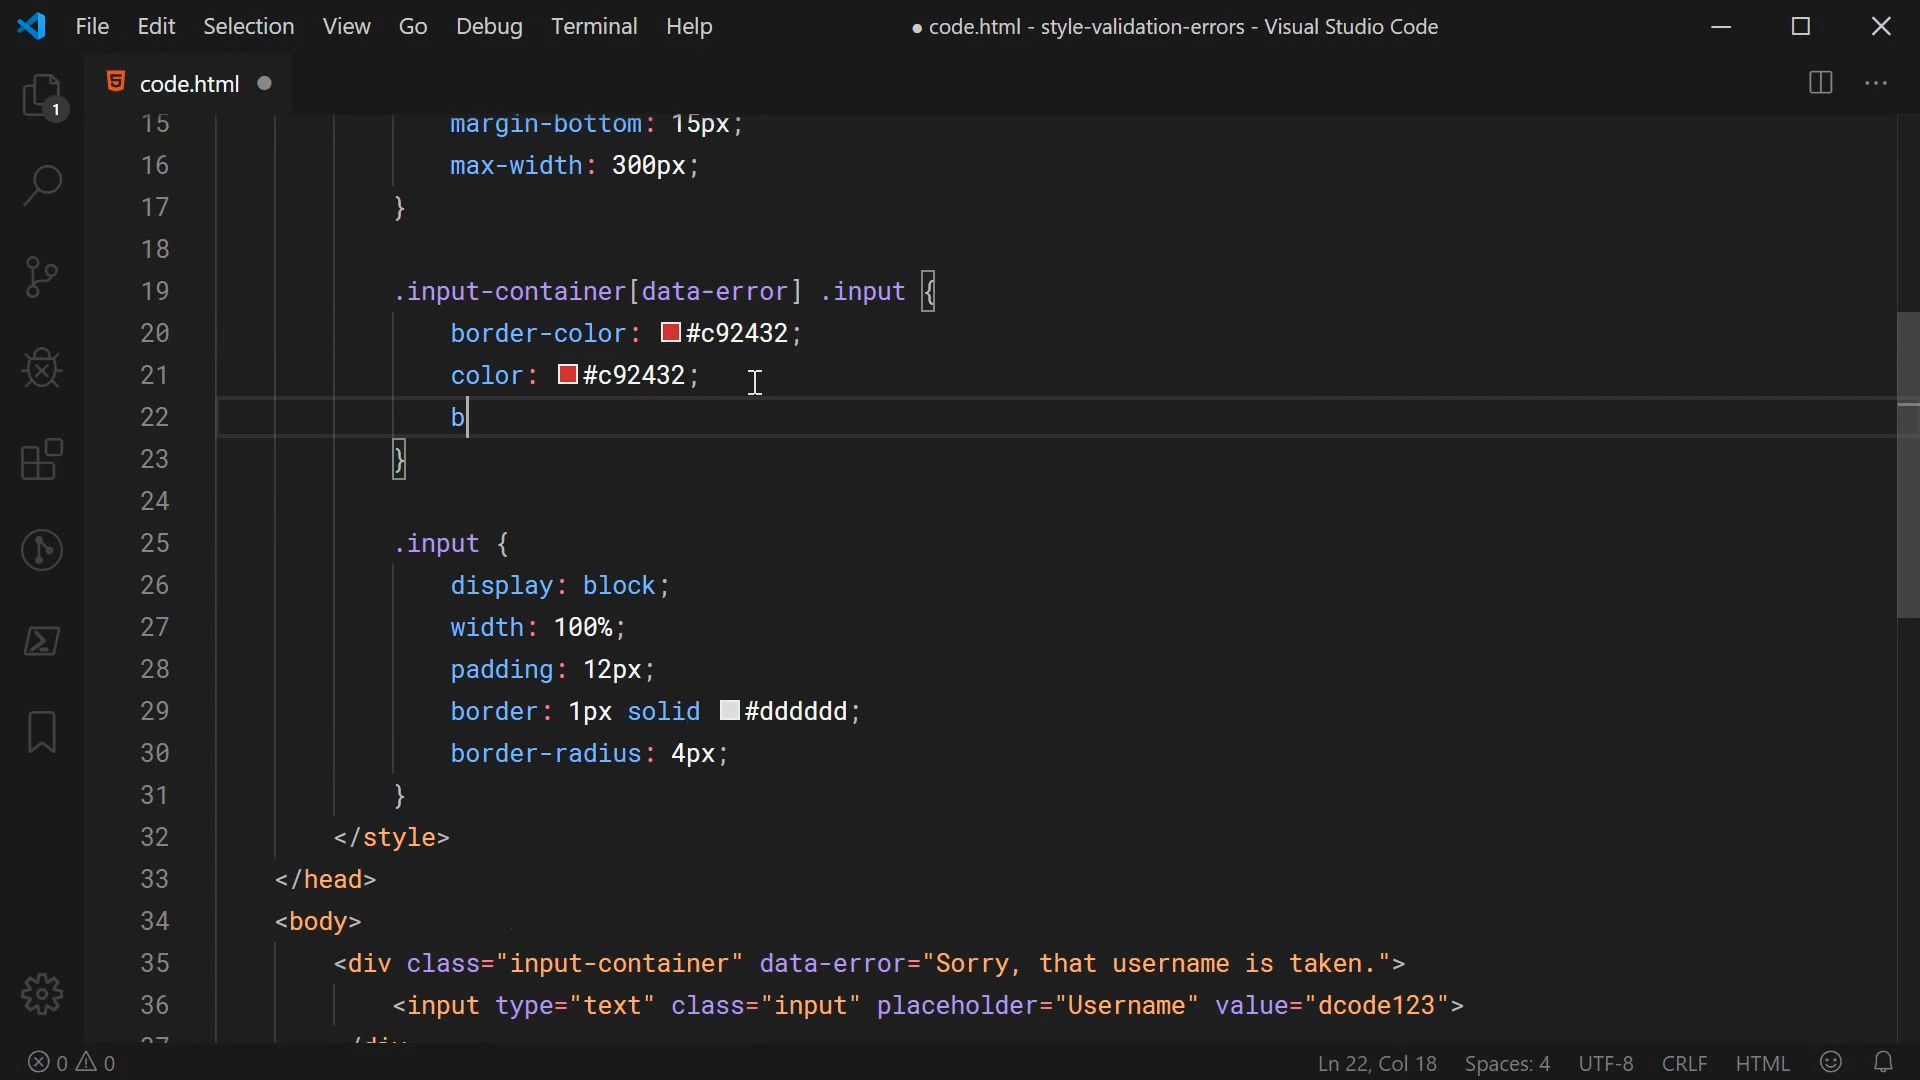 File Edit Selection View Go Debug Terminal Help
● code.html - style-validation-errors - Visual Studio Code
code.html ●
1
15 margin-bottom: 15px;
16 max-width: 300px;
17 }
18
19 .input-container[data-error] .input {
20 border-color: #c92432;
21 color: #c92432;
22 b
23 }
24
25 .input {
26 display: block;
27 width: 100%;
28 padding: 12px;
29 border: 1px solid #dddddd;
30 border-radius: 4px;
31 }
32 </style>
33 </head>
34 <body>
35 <div class="input-container" data-error="Sorry, that username is taken.">
36 <input type="text" class="input" placeholder="Username" value="dcode123">
0 0 Ln 22, Col 18 Spaces: 4 UTF-8 CRLF HTML